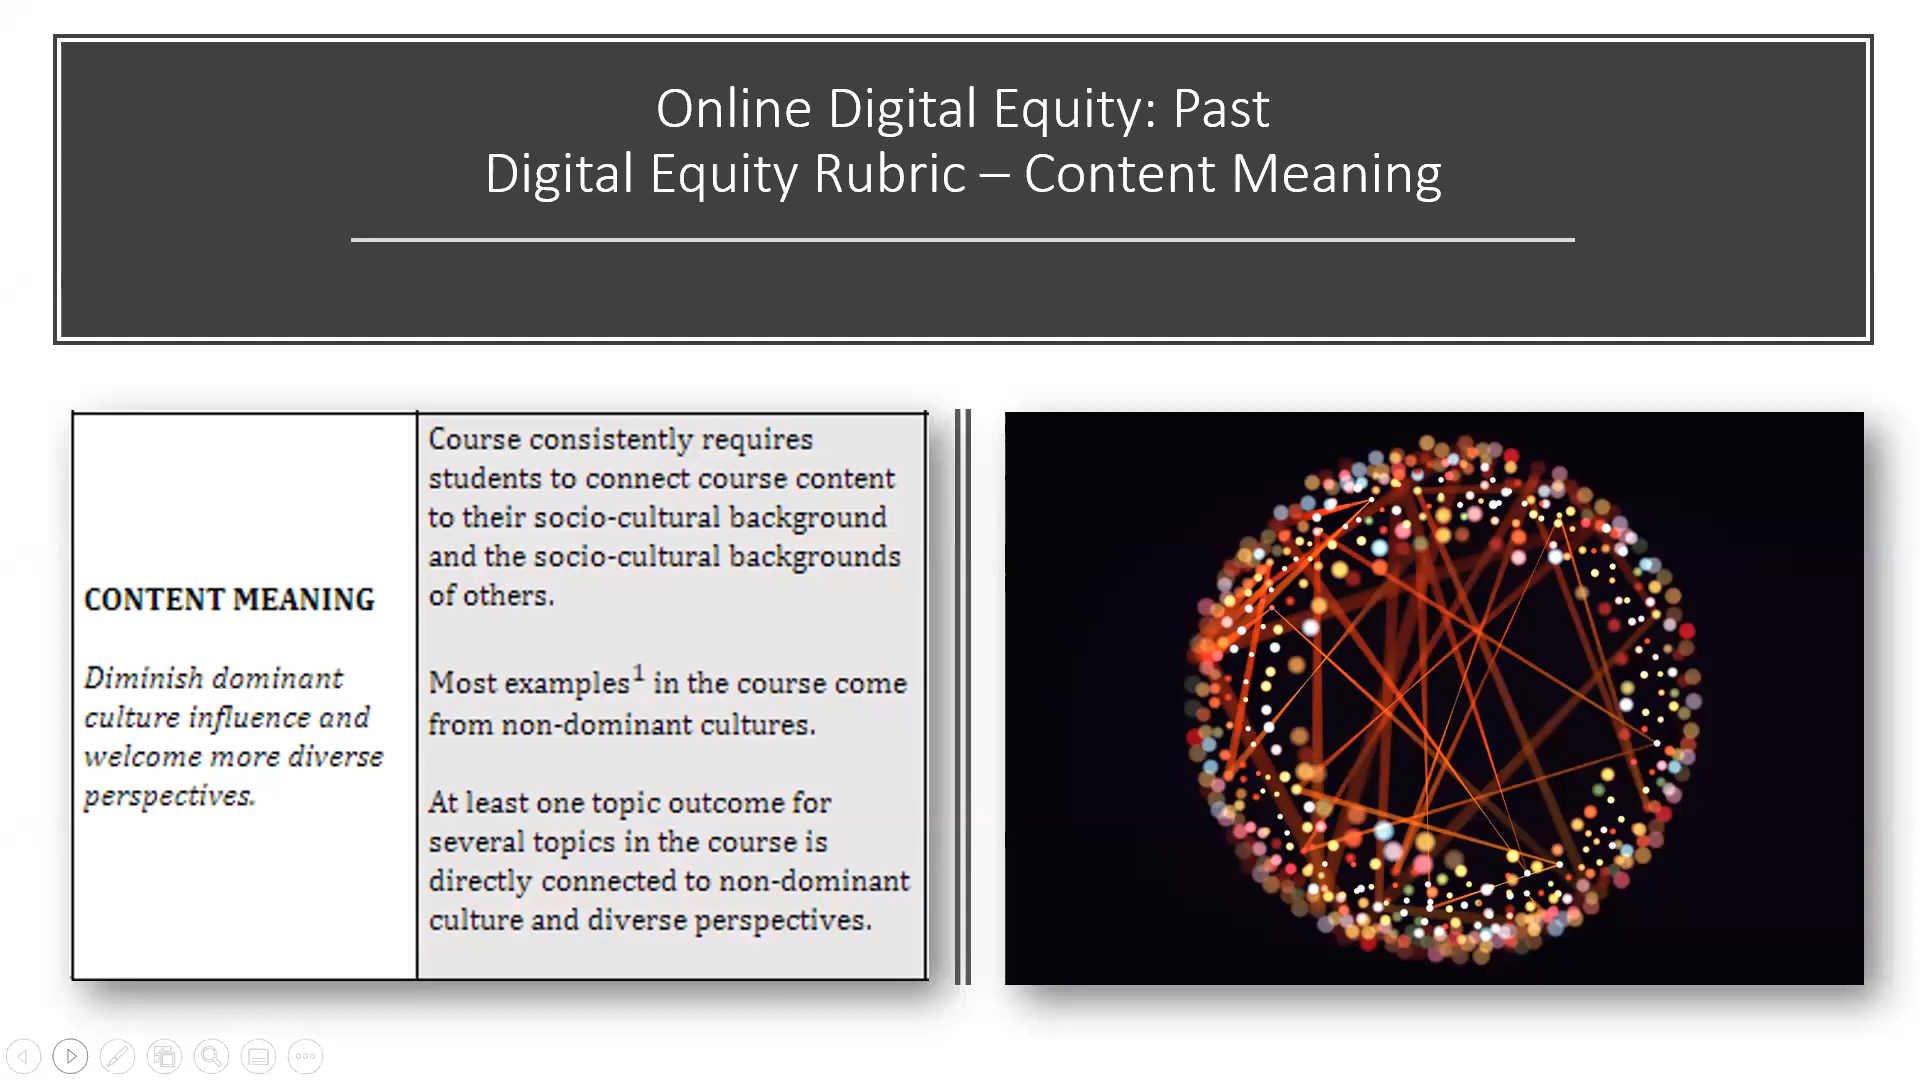 Online Digital Equity: Past
Digital Equity Rubric – Content Meaning
CONTENT MEANING
Diminish dominant
culture influence and
welcome more diverse
perspectives.
Course consistently requires
students to connect course content
to their socio-cultural background
and the socio-cultural backgrounds
of others.
Most examples¹ in the course come
from non-dominant cultures.
At least one topic outcome for
several topics in the course is
directly connected to non-dominant
culture and diverse perspectives.